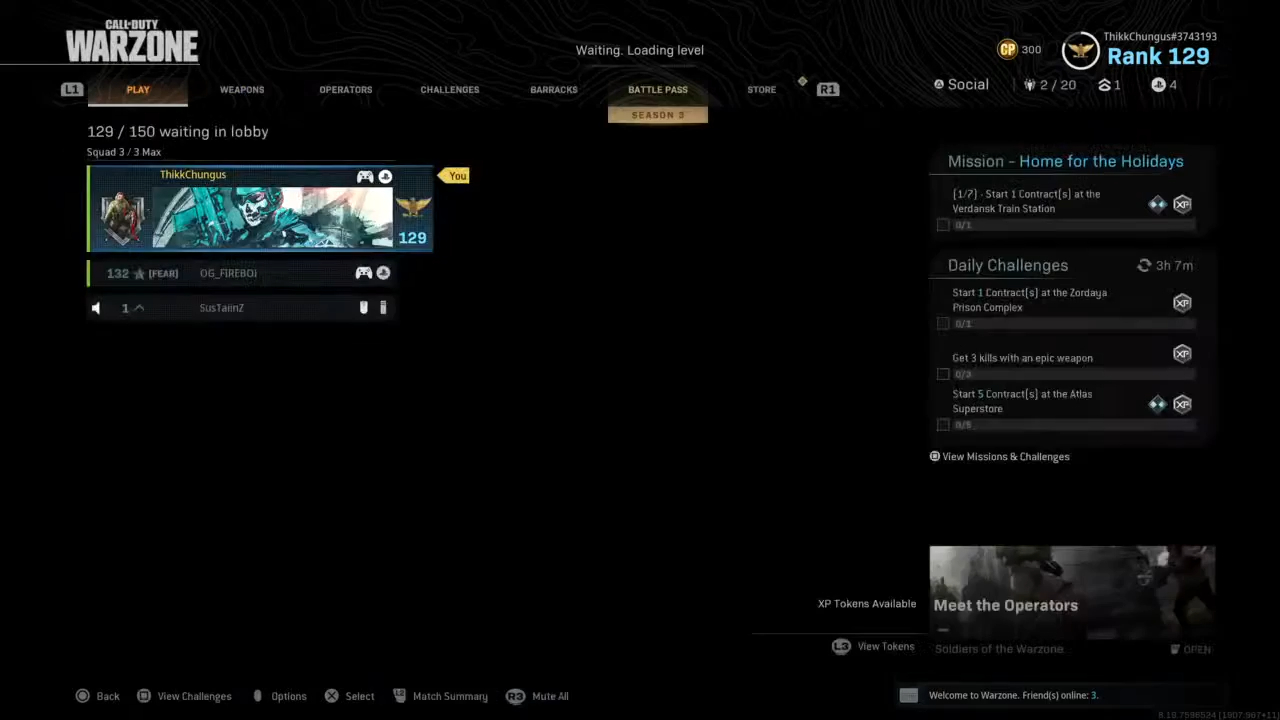 CALL OF DUTY
WARZONE
Waiting. Loading level
CP 300
ThikkChungus#3743193
Rank 129
L1
PLAY
WEAPONS
OPERATORS
CHALLENGES
BARRACKS
BATTLE PASS
STORE
R1
Social
2 / 20
1
4
SEASON 3
129 / 150 waiting in lobby
Squad 3 / 3 Max
ThikkChungus
You
129
132 [FEAR] OG_FIREBOi
1 SusTaiinZ
Mission - Home for the Holidays
(1/7) - Start 1 Contract(s) at the
Verdansk Train Station
XP
0/1
Daily Challenges
3h 7m
Start 1 Contract(s) at the Zordaya
Prison Complex
XP
0/1
Get 3 kills with an epic weapon
XP
0/3
Start 5 Contract(s) at the Atlas
Superstore
XP
0/5
View Missions & Challenges
XP Tokens Available
L3 View Tokens
Meet the Operators
Soldiers of the Warzone.
OPEN
Back
View Challenges
Options
Select
Match Summary
R3 Mute All
Welcome to Warzone. Friend(s) online: 3.